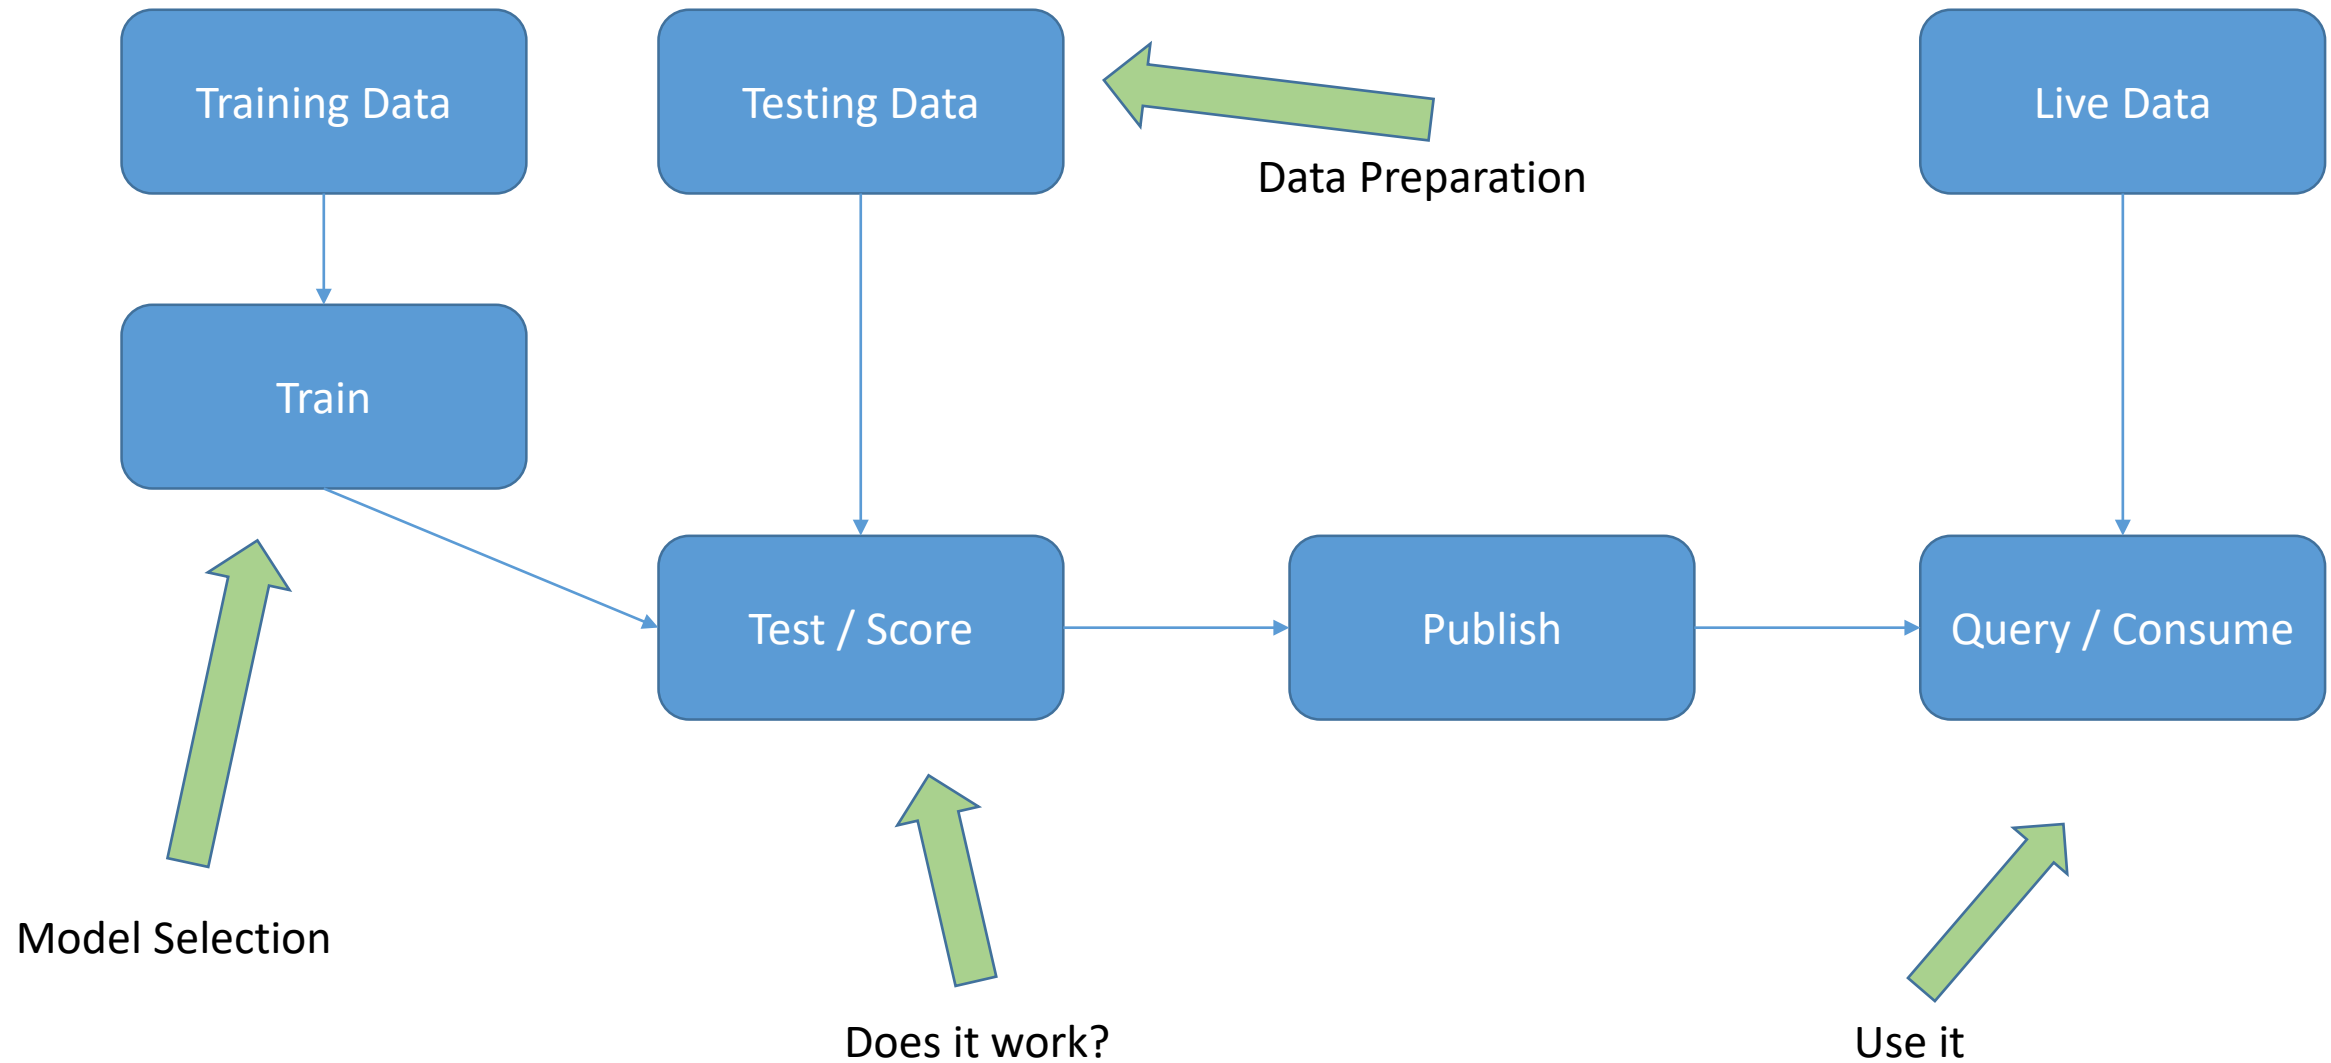 Training Data
Testing Data
Live Data
Data Preparation
Train
Test / Score
Publish
Query / Consume
Model Selection
Does it work?
Use it